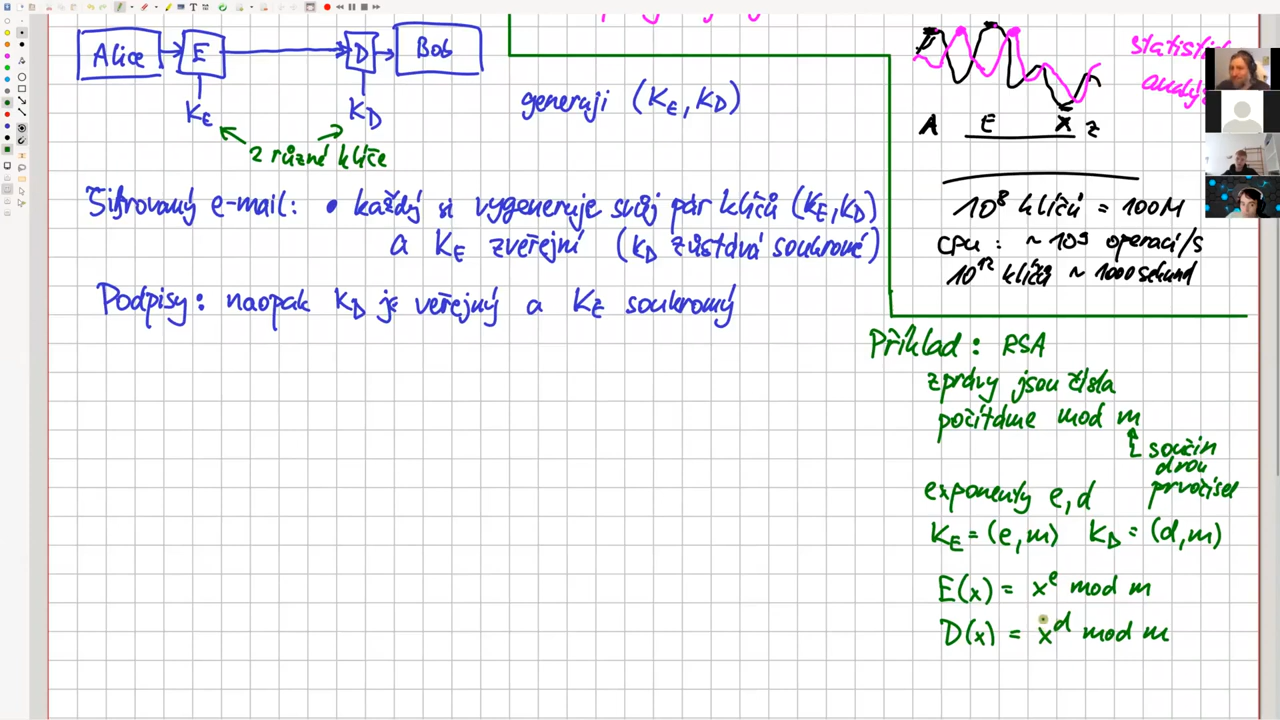 Alice
E
D
Bob
K_E
K_D
2 různé klíče
generuji (K_E, K_D)
Šifrovaný e-mail: • každý si vygeneruje svůj pár klíčů (K_E, K_D)
a K_E zveřejní (K_D zůstává soukromé)
Podpisy: naopak K_D je veřejný a K_E soukromý
A E X Z
10^8 klíčů = 100M
CPU: ~10^9 operací/s
10^12 klíčů ~ 1000 sekund
Příklad: RSA
zprávy jsou čísla
počítáme mod m
součin
dvou
prvočísel
exponenty e, d
K_E = (e, m) K_D = (d, m)
E(x) = x^e mod m
D(x) = x^d mod m